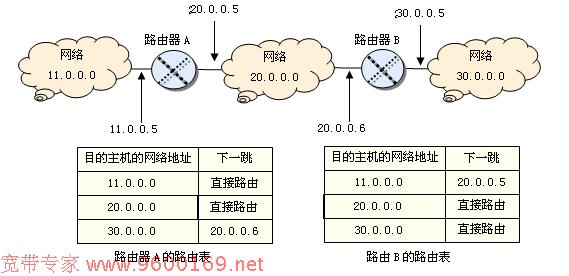 ;20.0.0.5
;30.0.0.5
路由器 A
路由器 B
网络
11.0.0.0
网络
20.0.0.0
网络
30.0.0.0
11.0.0.5
20.0.0.6
目的主机的网络地址 下一跳
11.0.0.0 直接路由
20.0.0.0 直接路由
30.0.0.0 20.0.0.6
路由器 A 的路由表
目的主机的网络地址 下一跳
11.0.0.0 20.0.0.5
20.0.0.0 直接路由
30.0.0.0 直接路由
路由 B 的路由表
宽带专家 www.9600169.net